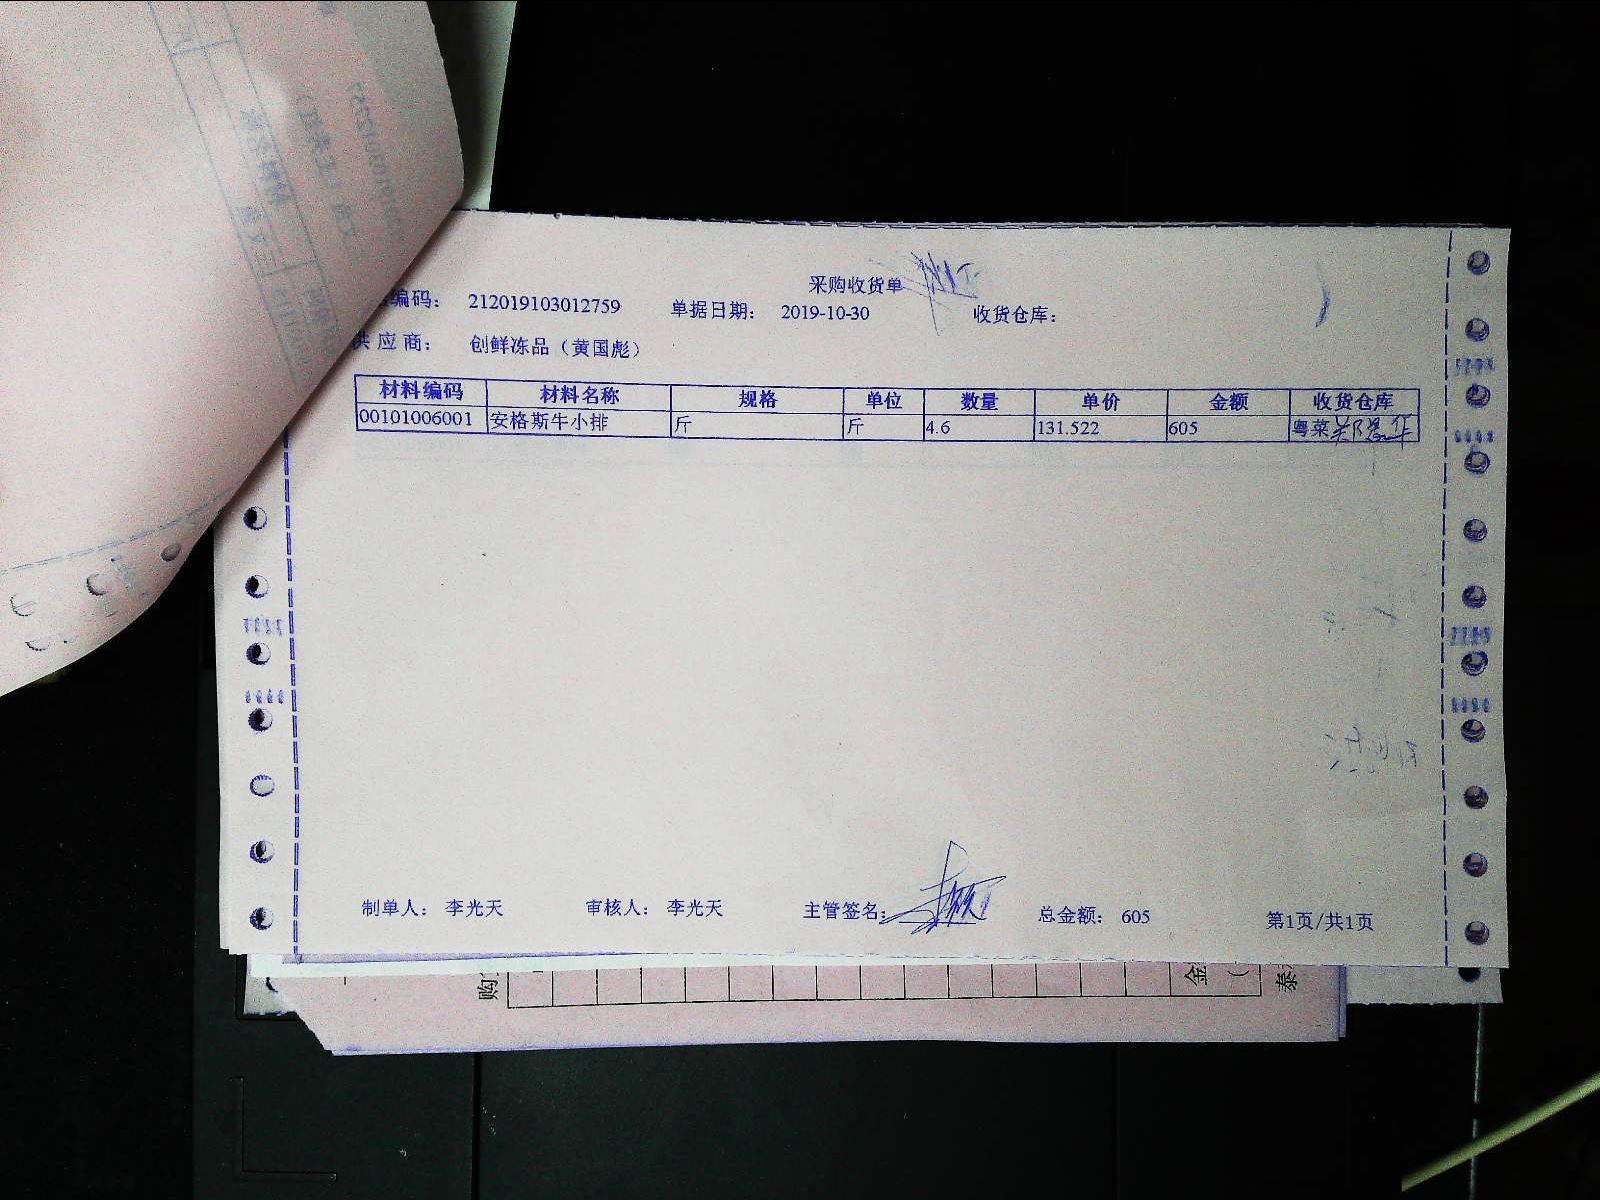 采购收货单
编码： 212019103012759 单据日期： 2019-10-30 收货仓库：
供应商： 创鲜冻品（黄国彪）
材料编码 材料名称 规格 单位 数量 单价 金额 收货仓库
00101006001 安格斯牛小排 斤 斤 4.6 131.522 605 粤菜
制单人： 李光天 审核人： 李光天 主管签名： 总金额： 605 第1页/共1页
购 金 泰